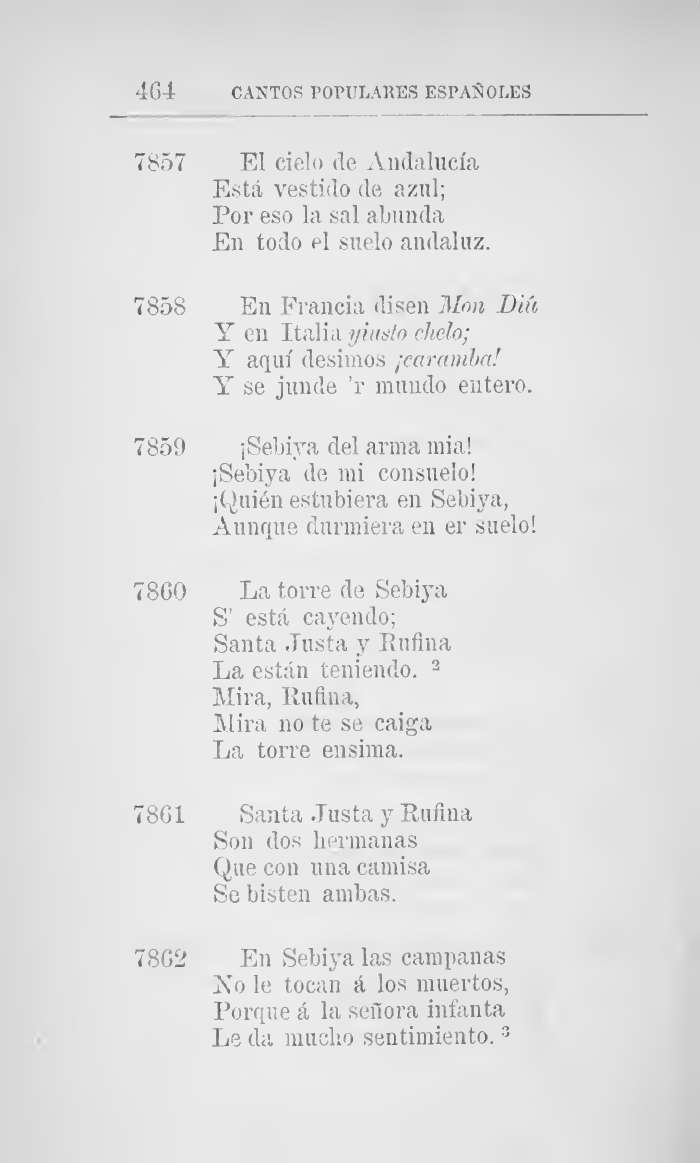 464 CANTOS POPULARES ESPAÑOLES
7857 El cielo de Andalucía
Está vestido de azul;
Por eso la sal abunda
En todo el suelo andaluz.
7858 En Francia disen Mon Diú
Y en Italia yiusto chelo;
Y aquí desimos ¡caramba!
Y se junde 'r mundo entero.
7859 ¡Sebiya del arma mia!
¡Sebiya de mi consuelo!
¡Quién estubiera en Sebiya,
Aunque durmiera en er suelo!
7860 La torre de Sebiya
S' está cayendo;
Santa Justa y Rufina
La están teniendo. ²
Mira, Rufina,
Mira no te se caiga
La torre ensima.
7861 Santa Justa y Rufina
Son dos hermanas
Que con una camisa
Se bisten ambas.
7862 En Sebiya las campanas
No le tocan á los muertos,
Porque á la señora infanta
Le da mucho sentimiento. ³